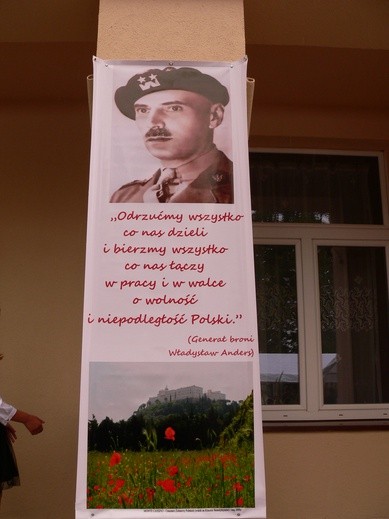 „Odrzućmy wszystko
co nas dzieli
i bierzmy wszystko
co nas łączy
w pracy i w walce
o wolność
i niepodległość Polski.”
(Generał broni
Władysław Anders)